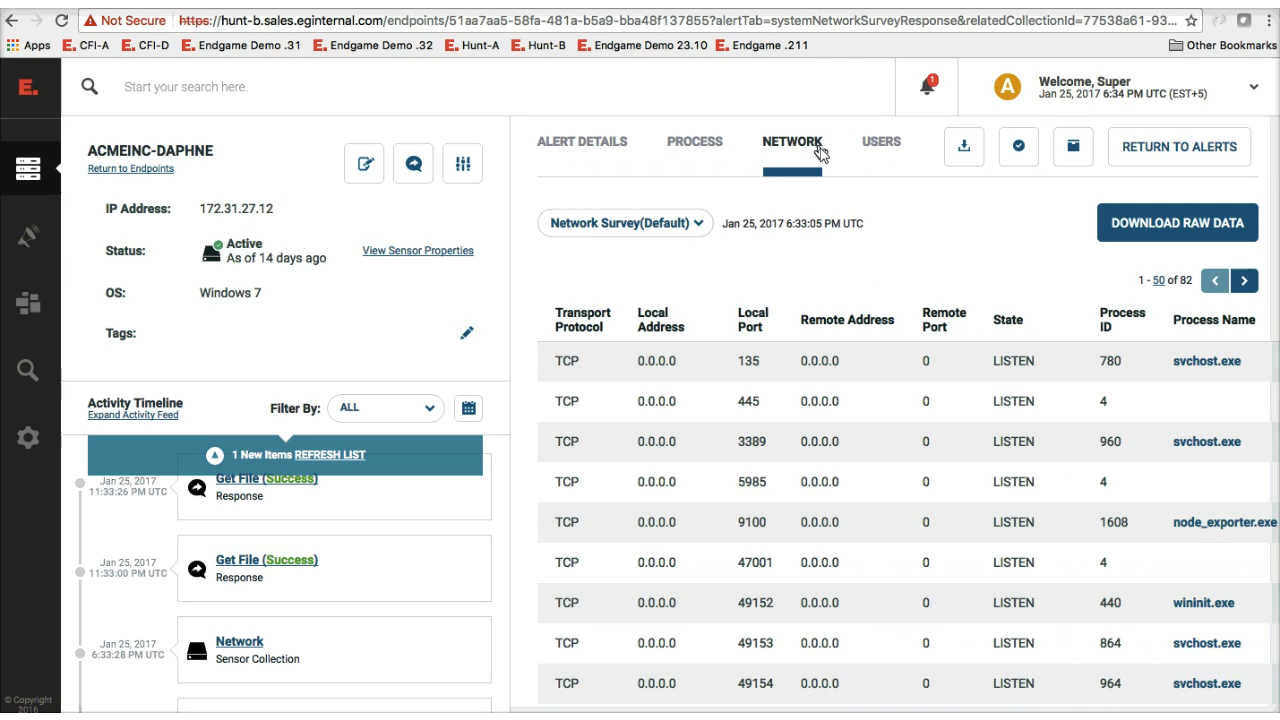 Not Secure https://hunt-b.sales.eginternal.com/endpoints/51aa7aa5-58fa-481a-b5a9-bba48f13785b?alertTab=systemNetworkSurveyResponse&relatedCollectionId=77538a61-93...
Apps E. CFI-A E. CFI-D E. Endgame Demo .31 E. Endgame Demo .32 E. Hunt-A E. Hunt-B E. Endgame Demo 23.10 E. Endgame .211 Other Bookmarks
E. Start your search here. 1 A Welcome, Super
Jan 25, 2017 6:34 PM UTC (EST+5)
ACMEINC-DAPHNE
Return to Endpoints
IP Address: 172.31.27.12
Status: Active
As of 14 days ago
View Sensor Properties
OS: Windows 7
Tags:
Activity Timeline
Expand Activity Feed
Filter By: ALL
1 New Items REFRESH LIST
Jan 25, 2017
11:33:26 PM UTC
Get File (Success)
Response
Jan 25, 2017
11:33:00 PM UTC
Get File (Success)
Response
Jan 25, 2017
6:33:28 PM UTC
Network
Sensor Collection
© Copyright
2016
ALERT DETAILS PROCESS NETWORK USERS RETURN TO ALERTS
Network Survey(Default) Jan 25, 2017 6:33:05 PM UTC DOWNLOAD RAW DATA
1 - 50 of 82
Transport Protocol Local Address Local Port Remote Address Remote Port State Process ID Process Name
TCP 0.0.0.0 135 0.0.0.0 0 LISTEN 780 svchost.exe
TCP 0.0.0.0 445 0.0.0.0 0 LISTEN 4
TCP 0.0.0.0 3389 0.0.0.0 0 LISTEN 960 svchost.exe
TCP 0.0.0.0 5985 0.0.0.0 0 LISTEN 4
TCP 0.0.0.0 9100 0.0.0.0 0 LISTEN 1608 node_exporter.exe
TCP 0.0.0.0 47001 0.0.0.0 0 LISTEN 4
TCP 0.0.0.0 49152 0.0.0.0 0 LISTEN 440 wininit.exe
TCP 0.0.0.0 49153 0.0.0.0 0 LISTEN 864 svchost.exe
TCP 0.0.0.0 49154 0.0.0.0 0 LISTEN 964 svchost.exe